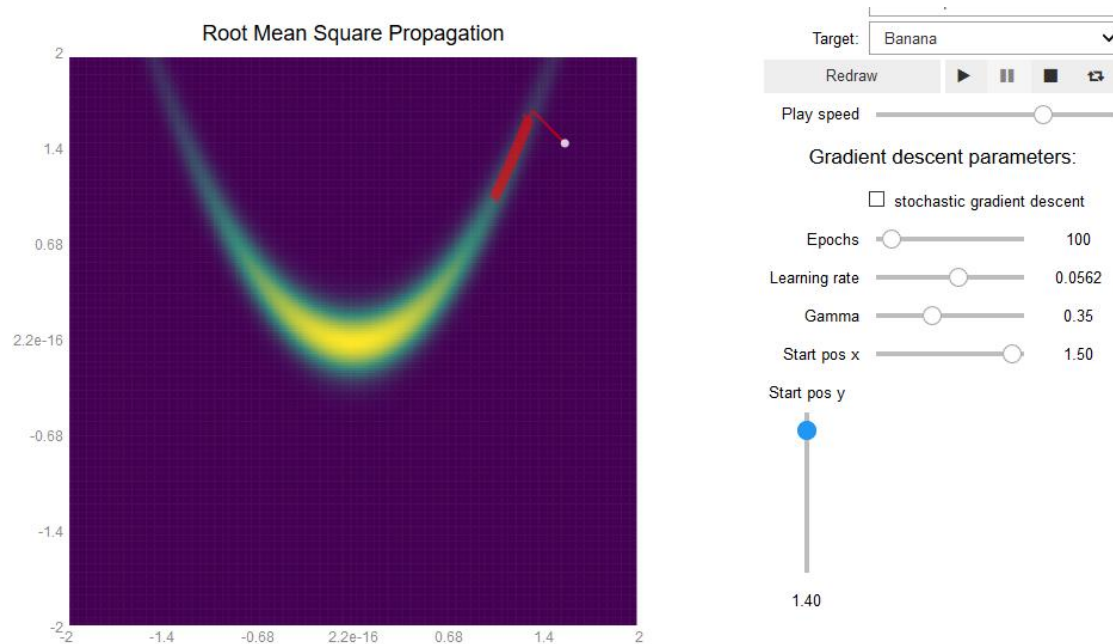 Root Mean Square Propagation
2
1.4
0.68
2.2e-16
-0.68
-1.4
-2
-2
-1.4
-0.68
2.2e-16
0.68
1.4
2
Target: Banana
Redraw
Play speed
Gradient descent parameters:
stochastic gradient descent
Epochs 100
Learning rate 0.0562
Gamma 0.35
Start pos x 1.50
Start pos y
1.40